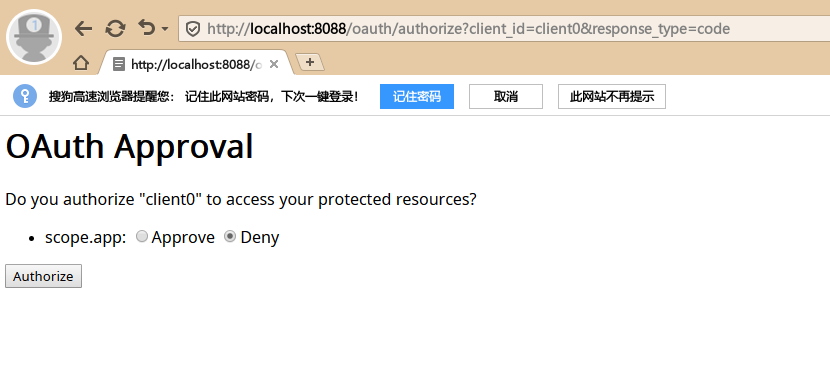 http://localhost:8088/oauth/authorize?client_id=client0&response_type=code
http://localhost:8088/o
搜狗高速浏览器提醒您： 记住此网站密码，下次一键登录！ 记住密码 取消 此网站不再提示
OAuth Approval
Do you authorize "client0" to access your protected resources?
• scope.app: Approve Deny
Authorize